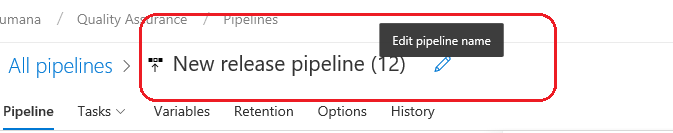 umana / Quality Assurance / Pipelines
Edit pipeline name
All pipelines > New release pipeline (12)
Pipeline Tasks Variables Retention Options History